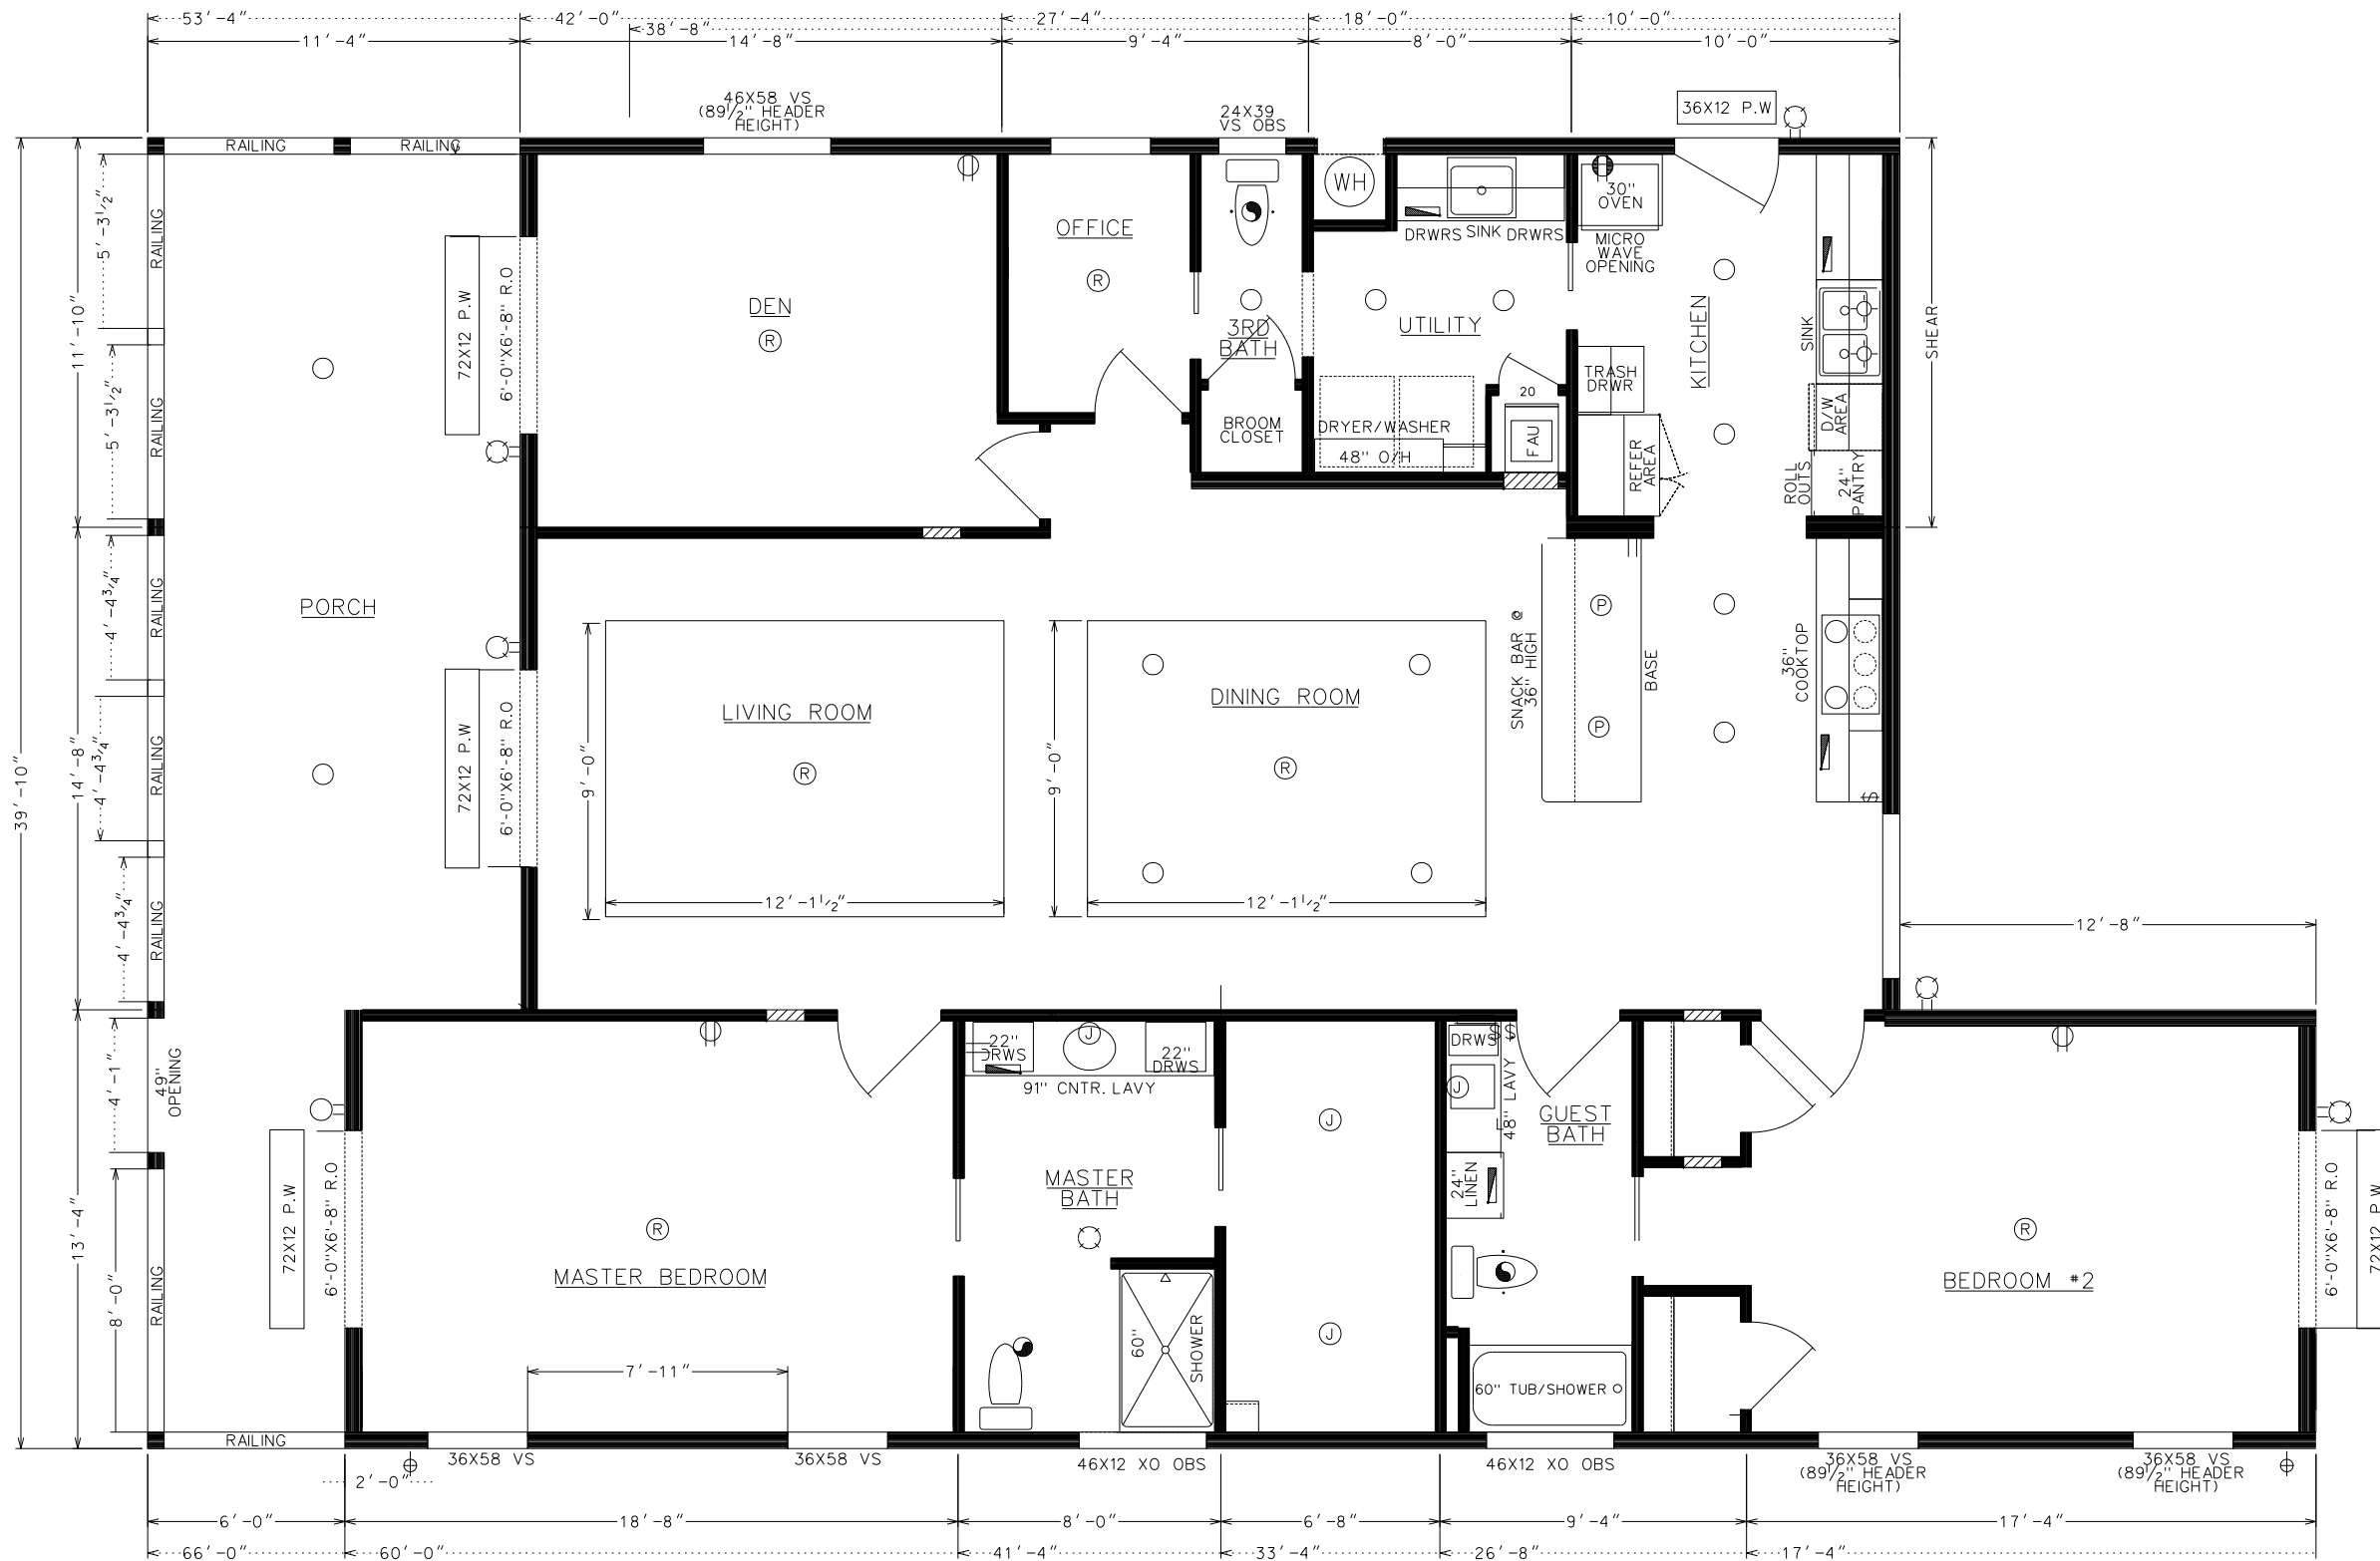 53'-4"
42'-0"
27'-4"
18'-0"
10'-0"
38'-8"
11'-4"
14'-8"
9'-4"
8'-0"
10'-0"
46X58 VS
(89½" HEADER
HEIGHT)
24X39
VS OBS
36X12 P.W
RAILING
RAILING
WH
30"
OVEN
5'-3½"
RAILING
OFFICE
DRWRS
SINK
DRWRS
MICRO
WAVE
OPENING
R
DEN
R
72X12 P.W
6'-0"X6'-8" R.O
11'-10"
3RD
BATH
UTILITY
KITCHEN
SINK
SHEAR
5'-3½"
RAILING
TRASH
DRWR
20
D/W
AREA
BROOM
CLOSET
DRYER/WASHER
48" O/H
FAU
REFER
AREA
ROLL
OUTS
24"
PANTRY
4'-4¾"
RAILING
PORCH
P
SNACK BAR @
36" HIGH
BASE
36"
COOKTOP
LIVING ROOM
DINING ROOM
P
14'-8"
39'-10"
4'-4¾"
RAILING
72X12 P.W
6'-0"X6'-8" R.O
9'-0"
R
9'-0"
R
$
12'-1½"
12'-1½"
4'-4¾"
RAILING
12'-8"
22"
DRWS
J
22"
DRWS
91" CNTR. LAVY
DRWS
$$
J
48" LAVY
4'-1"
49"
OPENING
GUEST
BATH
J
MASTER
BATH
24"
LINEN
72X12 P.W
6'-0"X6'-8" R.O
13'-4"
R
MASTER BEDROOM
R
BEDROOM #2
6'-0"X6'-8" R.O
72X12 P.W
8'-0"
RAILING
60"
SHOWER
J
7'-11"
60" TUB/SHOWER
RAILING
36X58 VS
36X58 VS
46X12 XO OBS
46X12 XO OBS
36X58 VS
(89½" HEADER
HEIGHT)
36X58 VS
(89½" HEADER
HEIGHT)
2'-0"
6'-0"
18'-8"
8'-0"
6'-8"
9'-4"
17'-4"
66'-0"
60'-0"
41'-4"
33'-4"
26'-8"
17'-4"